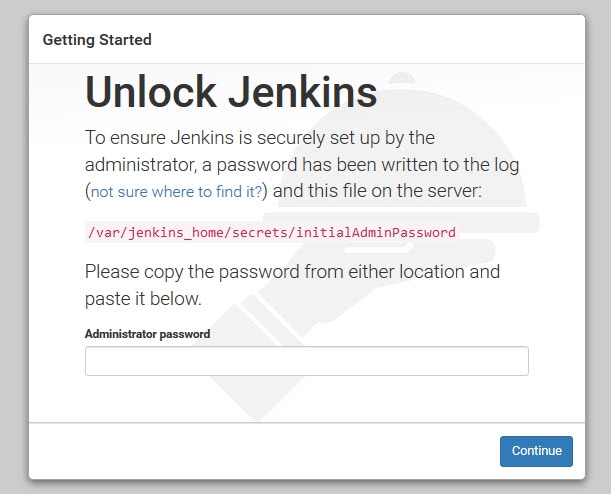 Getting Started
Unlock Jenkins
To ensure Jenkins is securely set up by the
administrator, a password has been written to the log
(not sure where to find it?) and this file on the server:
/var/jenkins_home/secrets/initialAdminPassword
Please copy the password from either location and
paste it below.
Administrator password
Continue